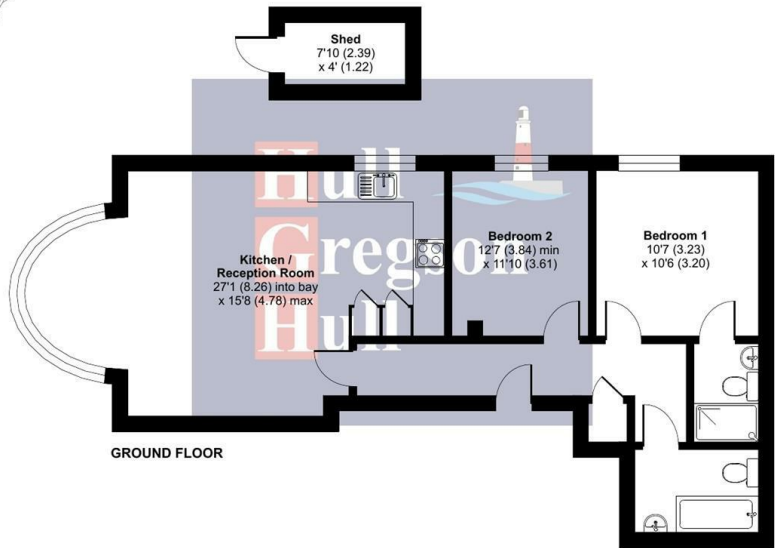 Shed
7'10 (2.39)
x 4' (1.22)
Hull
Gregson
Hull
Kitchen /
Reception Room
27'1 (8.26) into bay
x 15'8 (4.78) max
Bedroom 2
12'7 (3.84) min
x 11'10 (3.61)
Bedroom 1
10'7 (3.23)
x 10'6 (3.20)
GROUND FLOOR